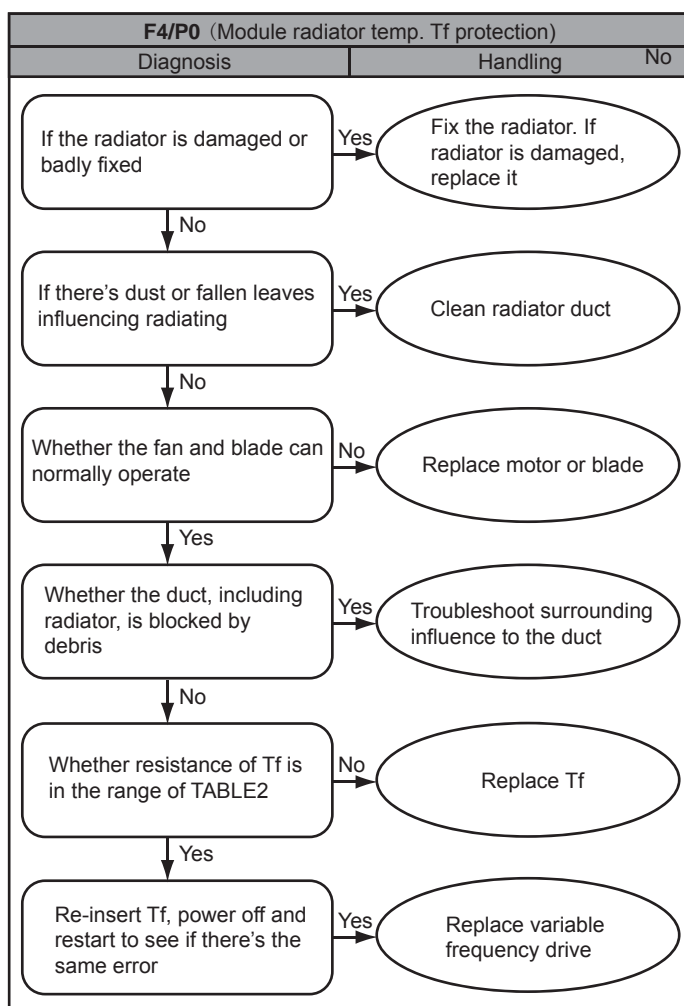 F4/P0（Module radiator temp. Tf protection)
Diagnosis
Handling
No
If the radiator is damaged or
badly fixed
Yes
Fix the radiator. If
radiator is damaged,
replace it
No
If there's dust or fallen leaves
influencing radiating
Yes
Clean radiator duct
No
Whether the fan and blade can
normally operate
No
Replace motor or blade
Yes
Whether the duct, including
radiator, is blocked by
debris
Yes
Troubleshoot surrounding
influence to the duct
No
Whether resistance of Tf is
in the range of TABLE2
No
Replace Tf
Yes
Re-insert Tf, power off and
restart to see if there's the
same error
Yes
Replace variable
frequency drive